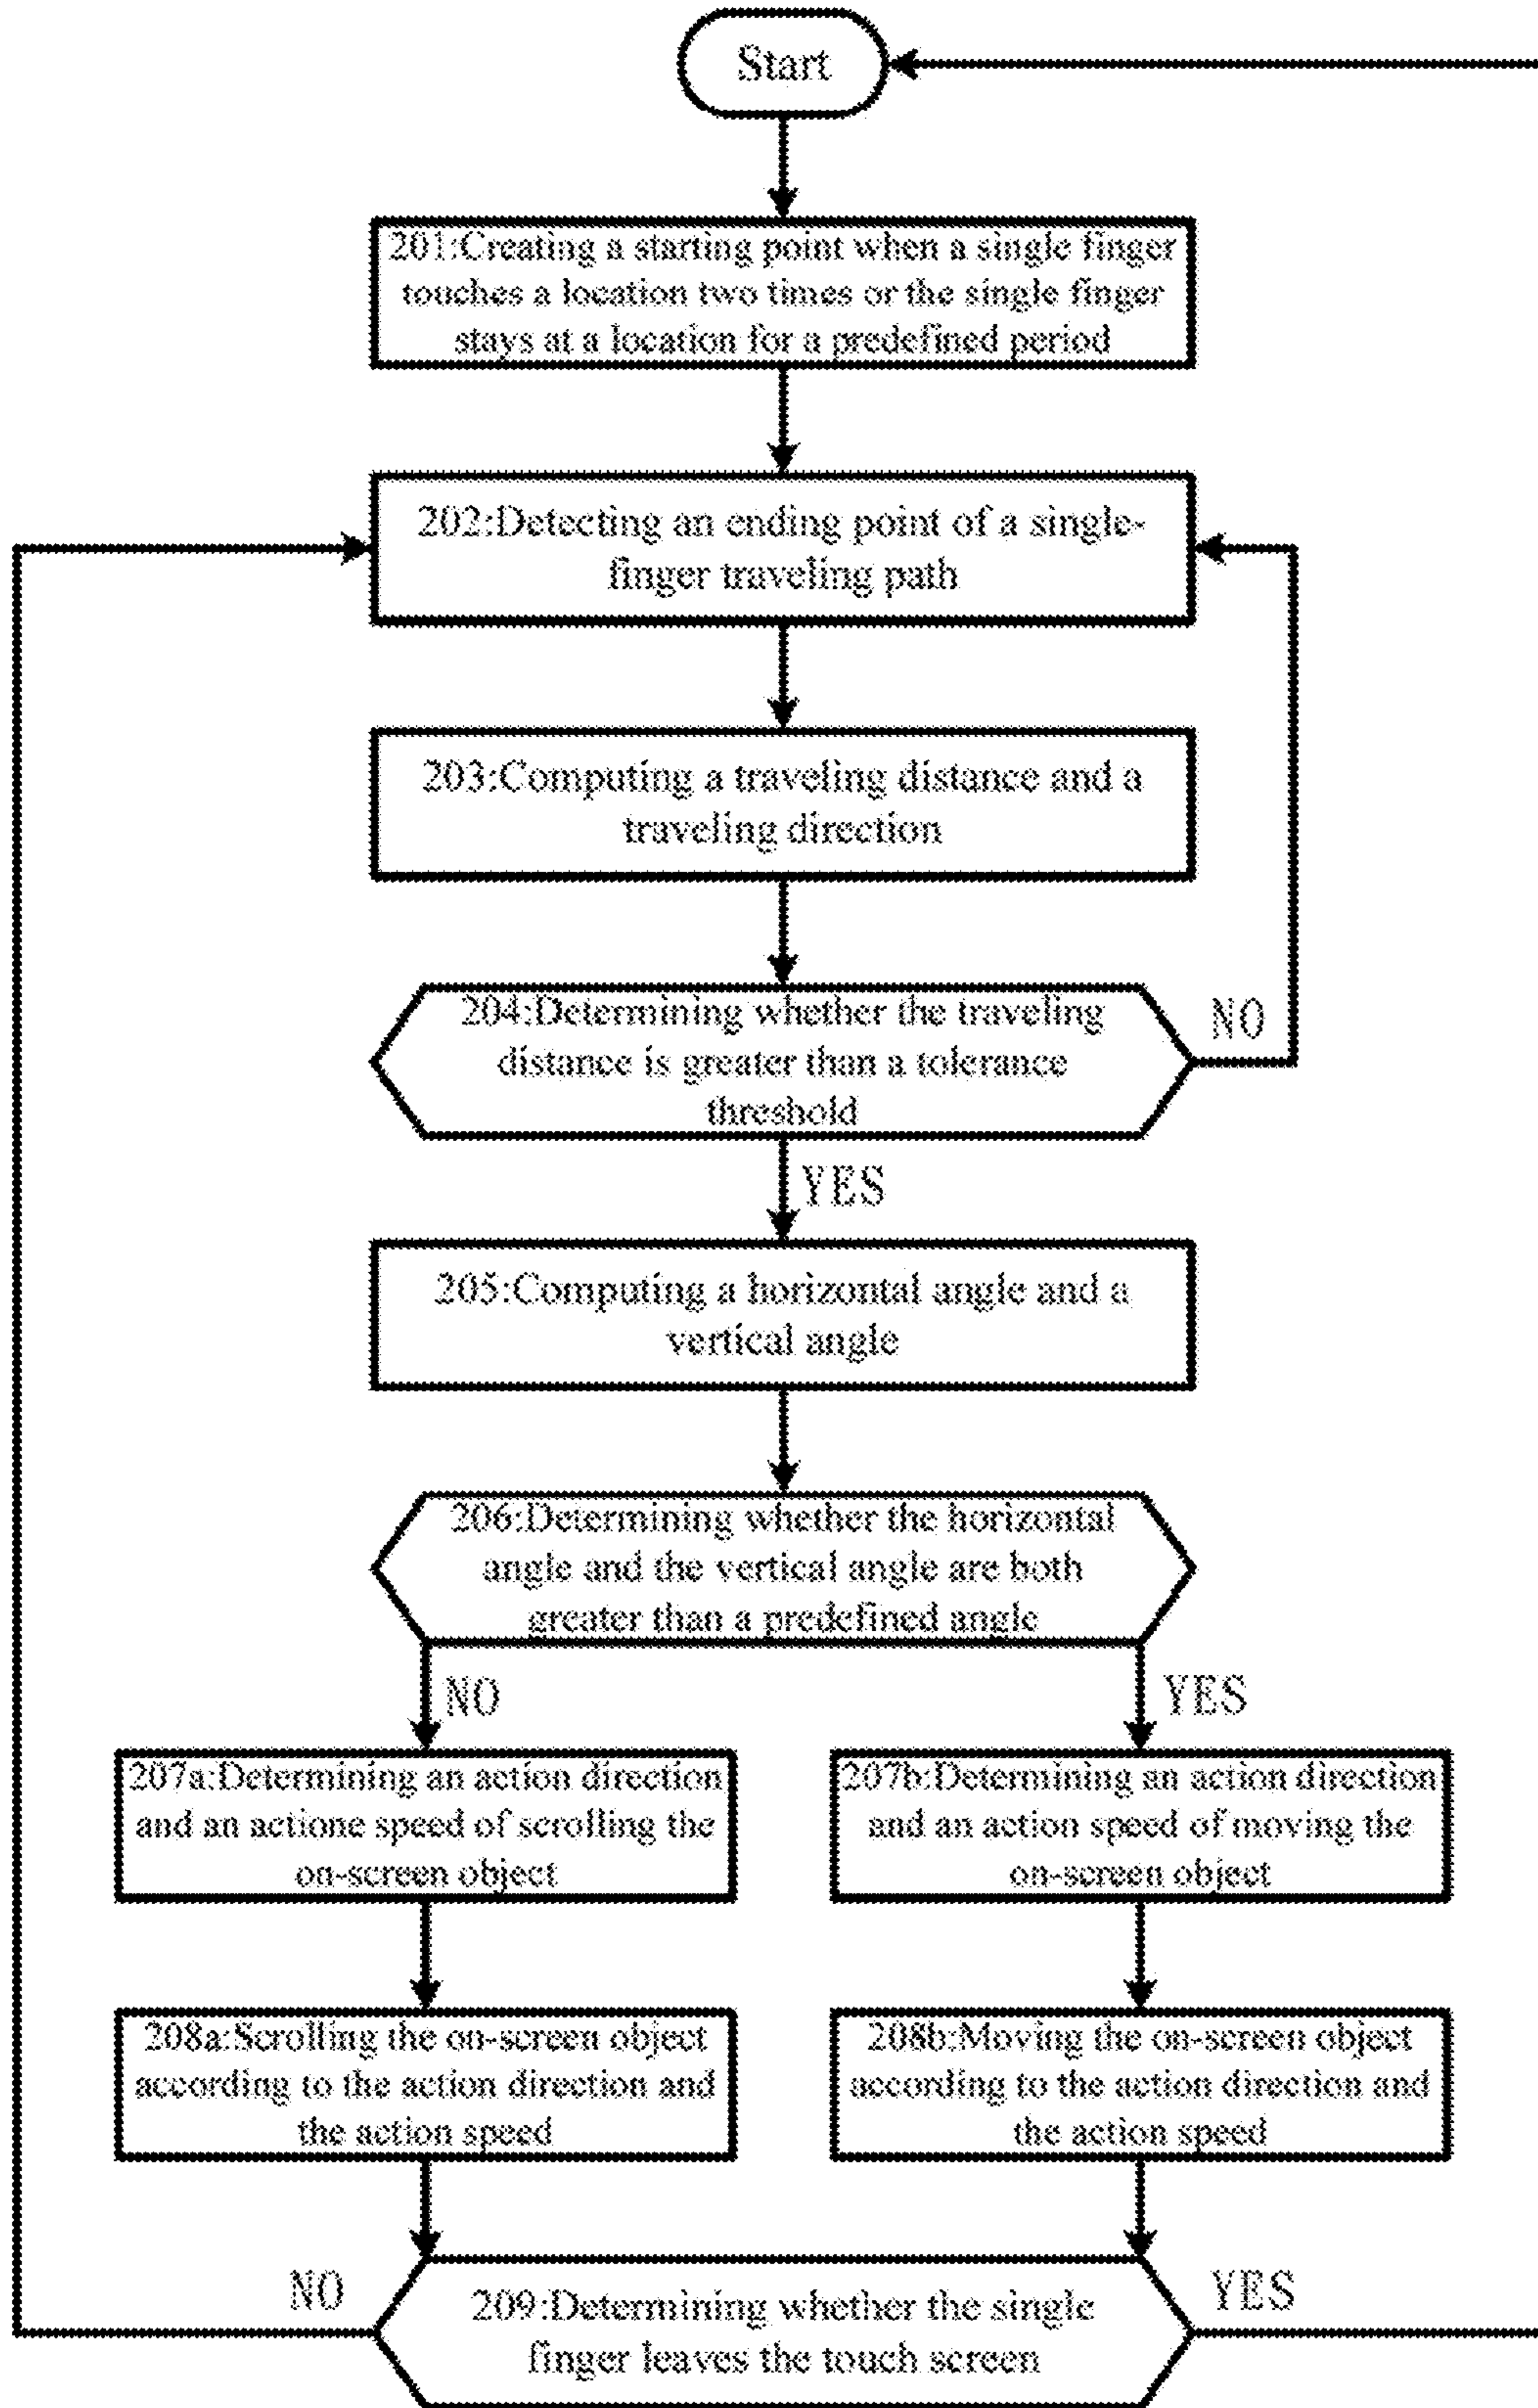 Start
201:Creating a starting point when a single finger
touches a location two times or the single finger
stays at a location for a predefined period
202:Detecting an ending point of a single-
finger traveling path
203:Computing a traveling distance and a
traveling direction
204:Determining whether the traveling
distance is greater than a tolerance
threshold
NO
YES
205:Computing a horizontal angle and a
vertical angle
206:Determining whether the horizontal
angle and the vertical angle are both
greater than a predefined angle
NO
YES
207a:Determining an action direction
and an actione speed of scrolling the
on-screen object
207b:Determining an action direction
and an action speed of moving the
on-screen object
208a:Scrolling the on-screen object
according to the action direction and
the action speed
208b:Moving the on-screen object
according to the action direction and
the action speed
NO
YES
209:Determining whether the single
finger leaves the touch screen